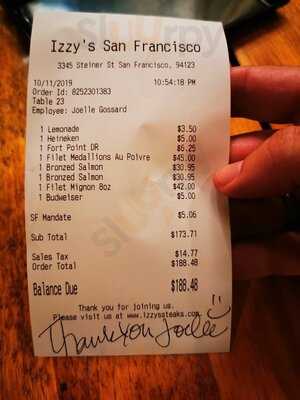 Izzy's San Francisco
3345 Steiner St San Francisco, 94123
10/11/2019 10:54:18 PM
Order Id: 8252301383
Table 23
Employee: Joelle Gossard
1 Lemonade $3.50
1 Heineken $5.00
1 Fort Point DR $6.25
1 Filet Medallions Au Poivre $45.00
1 Bronzed Salmon $30.95
1 Bronzed Salmon $30.95
1 Filet Mignon 8oz $42.00
1 Budweiser $5.00
SF Mandate $5.06
Sub Total $173.71
Sales Tax $14.77
Order Total $188.48
Balance Due $188.48
Thank you for joining us.
Please visit us at www.izzysteaks.com
Thank You Joelle